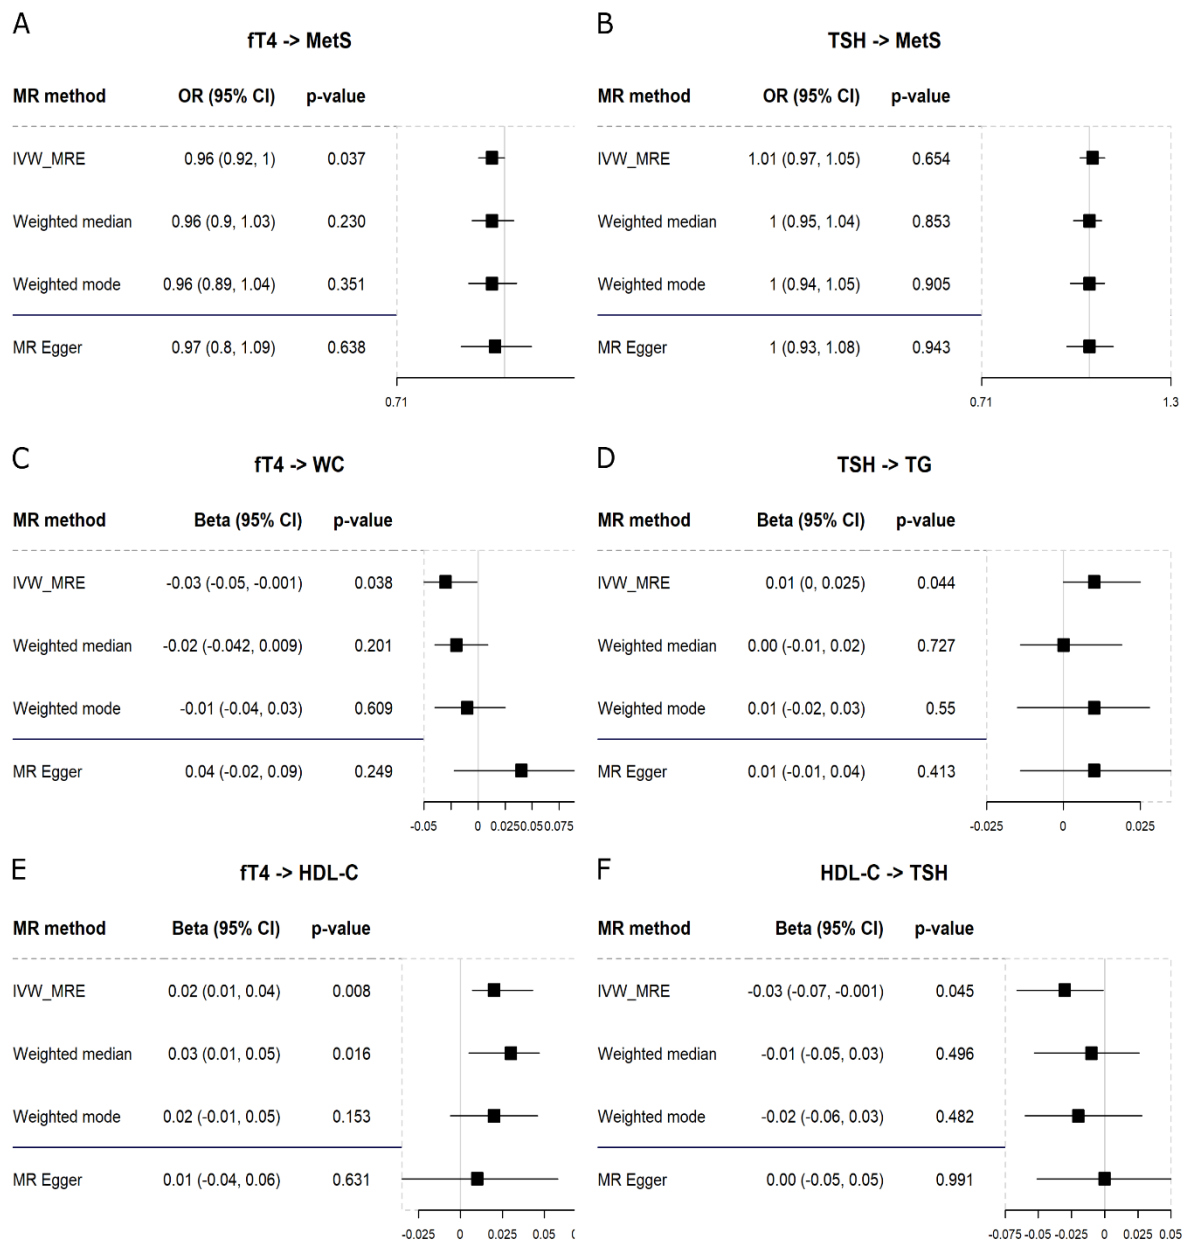 A
fT4 -> MetS
MR method OR (95% CI) p-value
IVW_MRE 0.96 (0.92, 1) 0.037
Weighted median 0.96 (0.9, 1.03) 0.230
Weighted mode 0.96 (0.89, 1.04) 0.351
MR Egger 0.97 (0.8, 1.09) 0.638
0.71
B
TSH -> MetS
MR method OR (95% CI) p-value
IVW_MRE 1.01 (0.97, 1.05) 0.654
Weighted median 1 (0.95, 1.04) 0.853
Weighted mode 1 (0.94, 1.05) 0.905
MR Egger 1 (0.93, 1.08) 0.943
0.71 1.3
C
fT4 -> WC
MR method Beta (95% CI) p-value
IVW_MRE -0.03 (-0.05, -0.001) 0.038
Weighted median -0.02 (-0.042, 0.009) 0.201
Weighted mode -0.01 (-0.04, 0.03) 0.609
MR Egger 0.04 (-0.02, 0.09) 0.249
-0.05 0 0.025 0.05 0.075
D
TSH -> TG
MR method Beta (95% CI) p-value
IVW_MRE 0.01 (0, 0.025) 0.044
Weighted median 0.00 (-0.01, 0.02) 0.727
Weighted mode 0.01 (-0.02, 0.03) 0.55
MR Egger 0.01 (-0.01, 0.04) 0.413
-0.025 0 0.025
E
fT4 -> HDL-C
MR method Beta (95% CI) p-value
IVW_MRE 0.02 (0.01, 0.04) 0.008
Weighted median 0.03 (0.01, 0.05) 0.016
Weighted mode 0.02 (-0.01, 0.05) 0.153
MR Egger 0.01 (-0.04, 0.06) 0.631
-0.025 0 0.025 0.05
F
HDL-C -> TSH
MR method Beta (95% CI) p-value
IVW_MRE -0.03 (-0.07, -0.001) 0.045
Weighted median -0.01 (-0.05, 0.03) 0.496
Weighted mode -0.02 (-0.06, 0.03) 0.482
MR Egger 0.00 (-0.05, 0.05) 0.991
-0.075 -0.05 -0.025 0 0.025 0.05